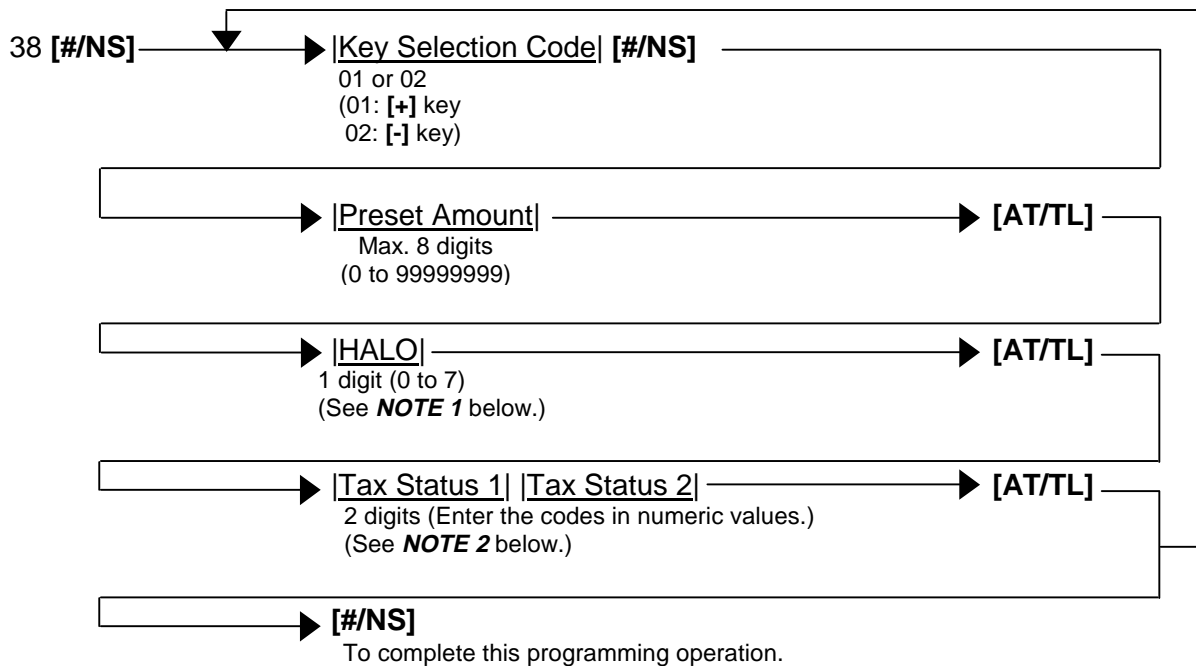 38 [#/NS] |Key Selection Code| [#/NS]
01 or 02
(01: [+] key
02: [-] key)
|Preset Amount| [AT/TL]
Max. 8 digits
(0 to 99999999)
|HALO| [AT/TL]
1 digit (0 to 7)
(See NOTE 1 below.)
|Tax Status 1| |Tax Status 2| [AT/TL]
2 digits (Enter the codes in numeric values.)
(See NOTE 2 below.)
[#/NS]
To complete this programming operation.